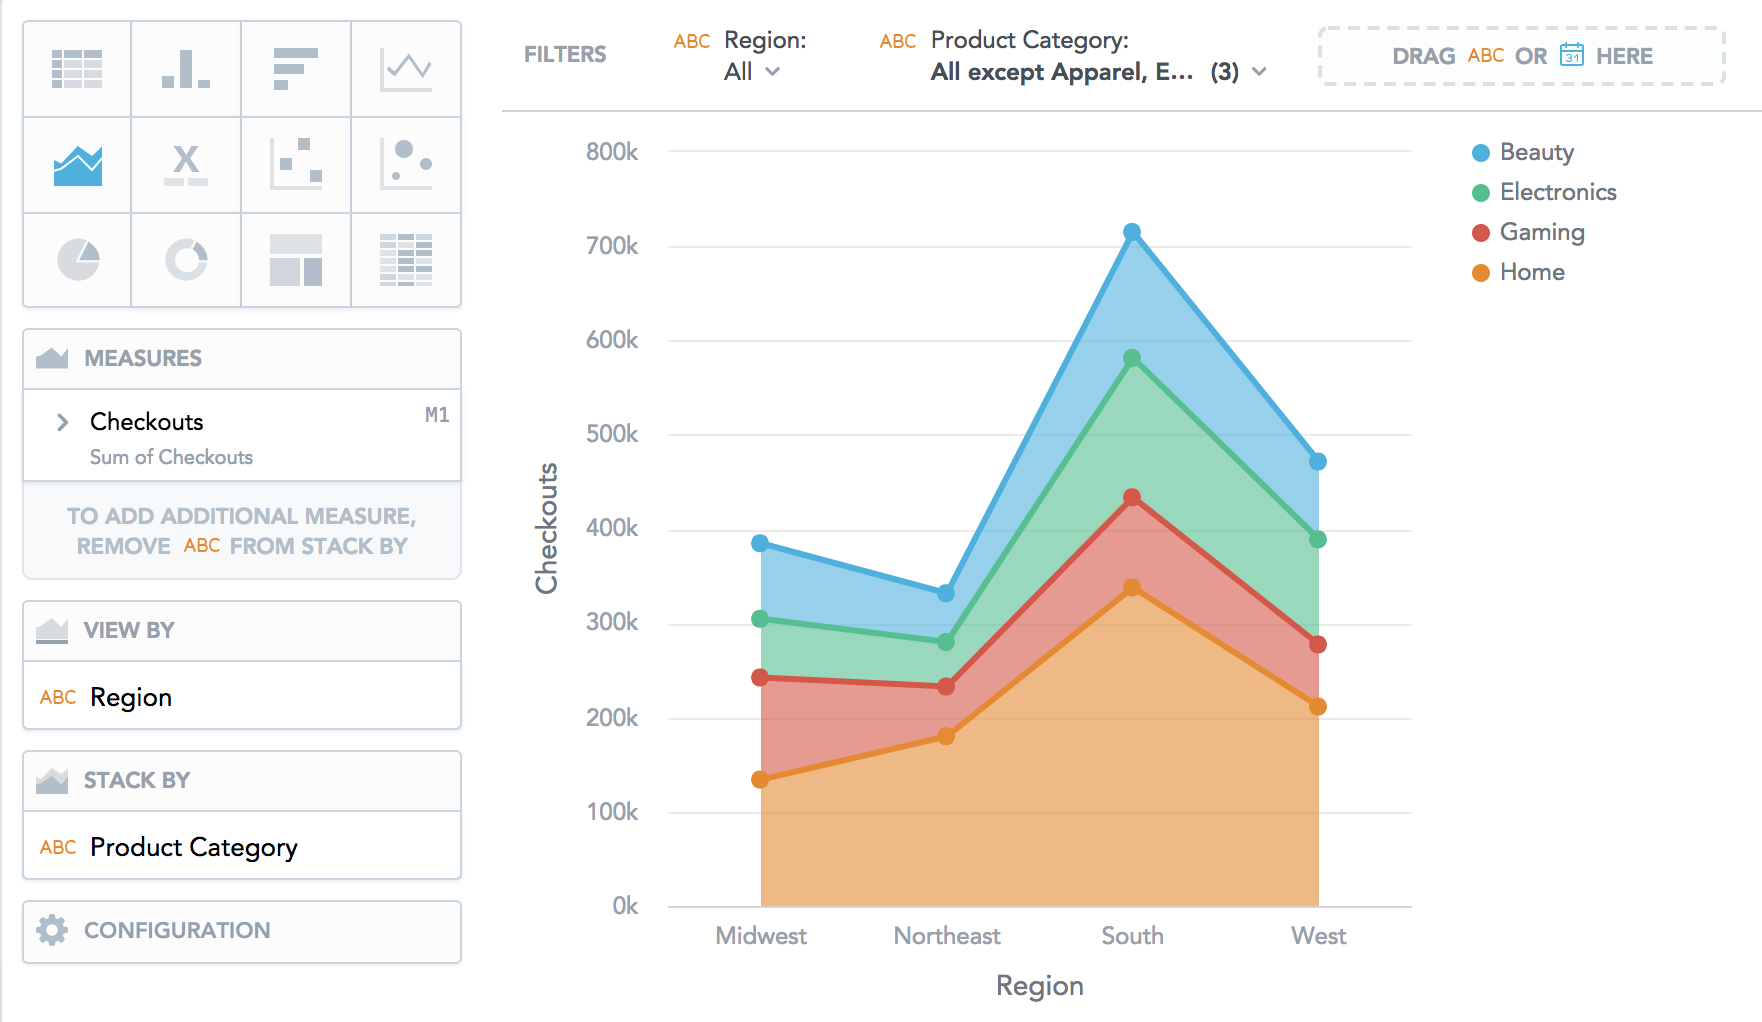 MEASURES
Checkouts
M1
Sum of Checkouts
TO ADD ADDITIONAL MEASURE,
REMOVE ABC FROM STACK BY
VIEW BY
ABC Region
STACK BY
ABC Product Category
CONFIGURATION
FILTERS
ABC Region:
All
ABC Product Category:
All except Apparel, E... (3)
DRAG ABC OR 31 HERE
800k
700k
600k
500k
400k
300k
200k
100k
0k
Checkouts
Midwest Northeast South West
Region
Beauty
Electronics
Gaming
Home
X